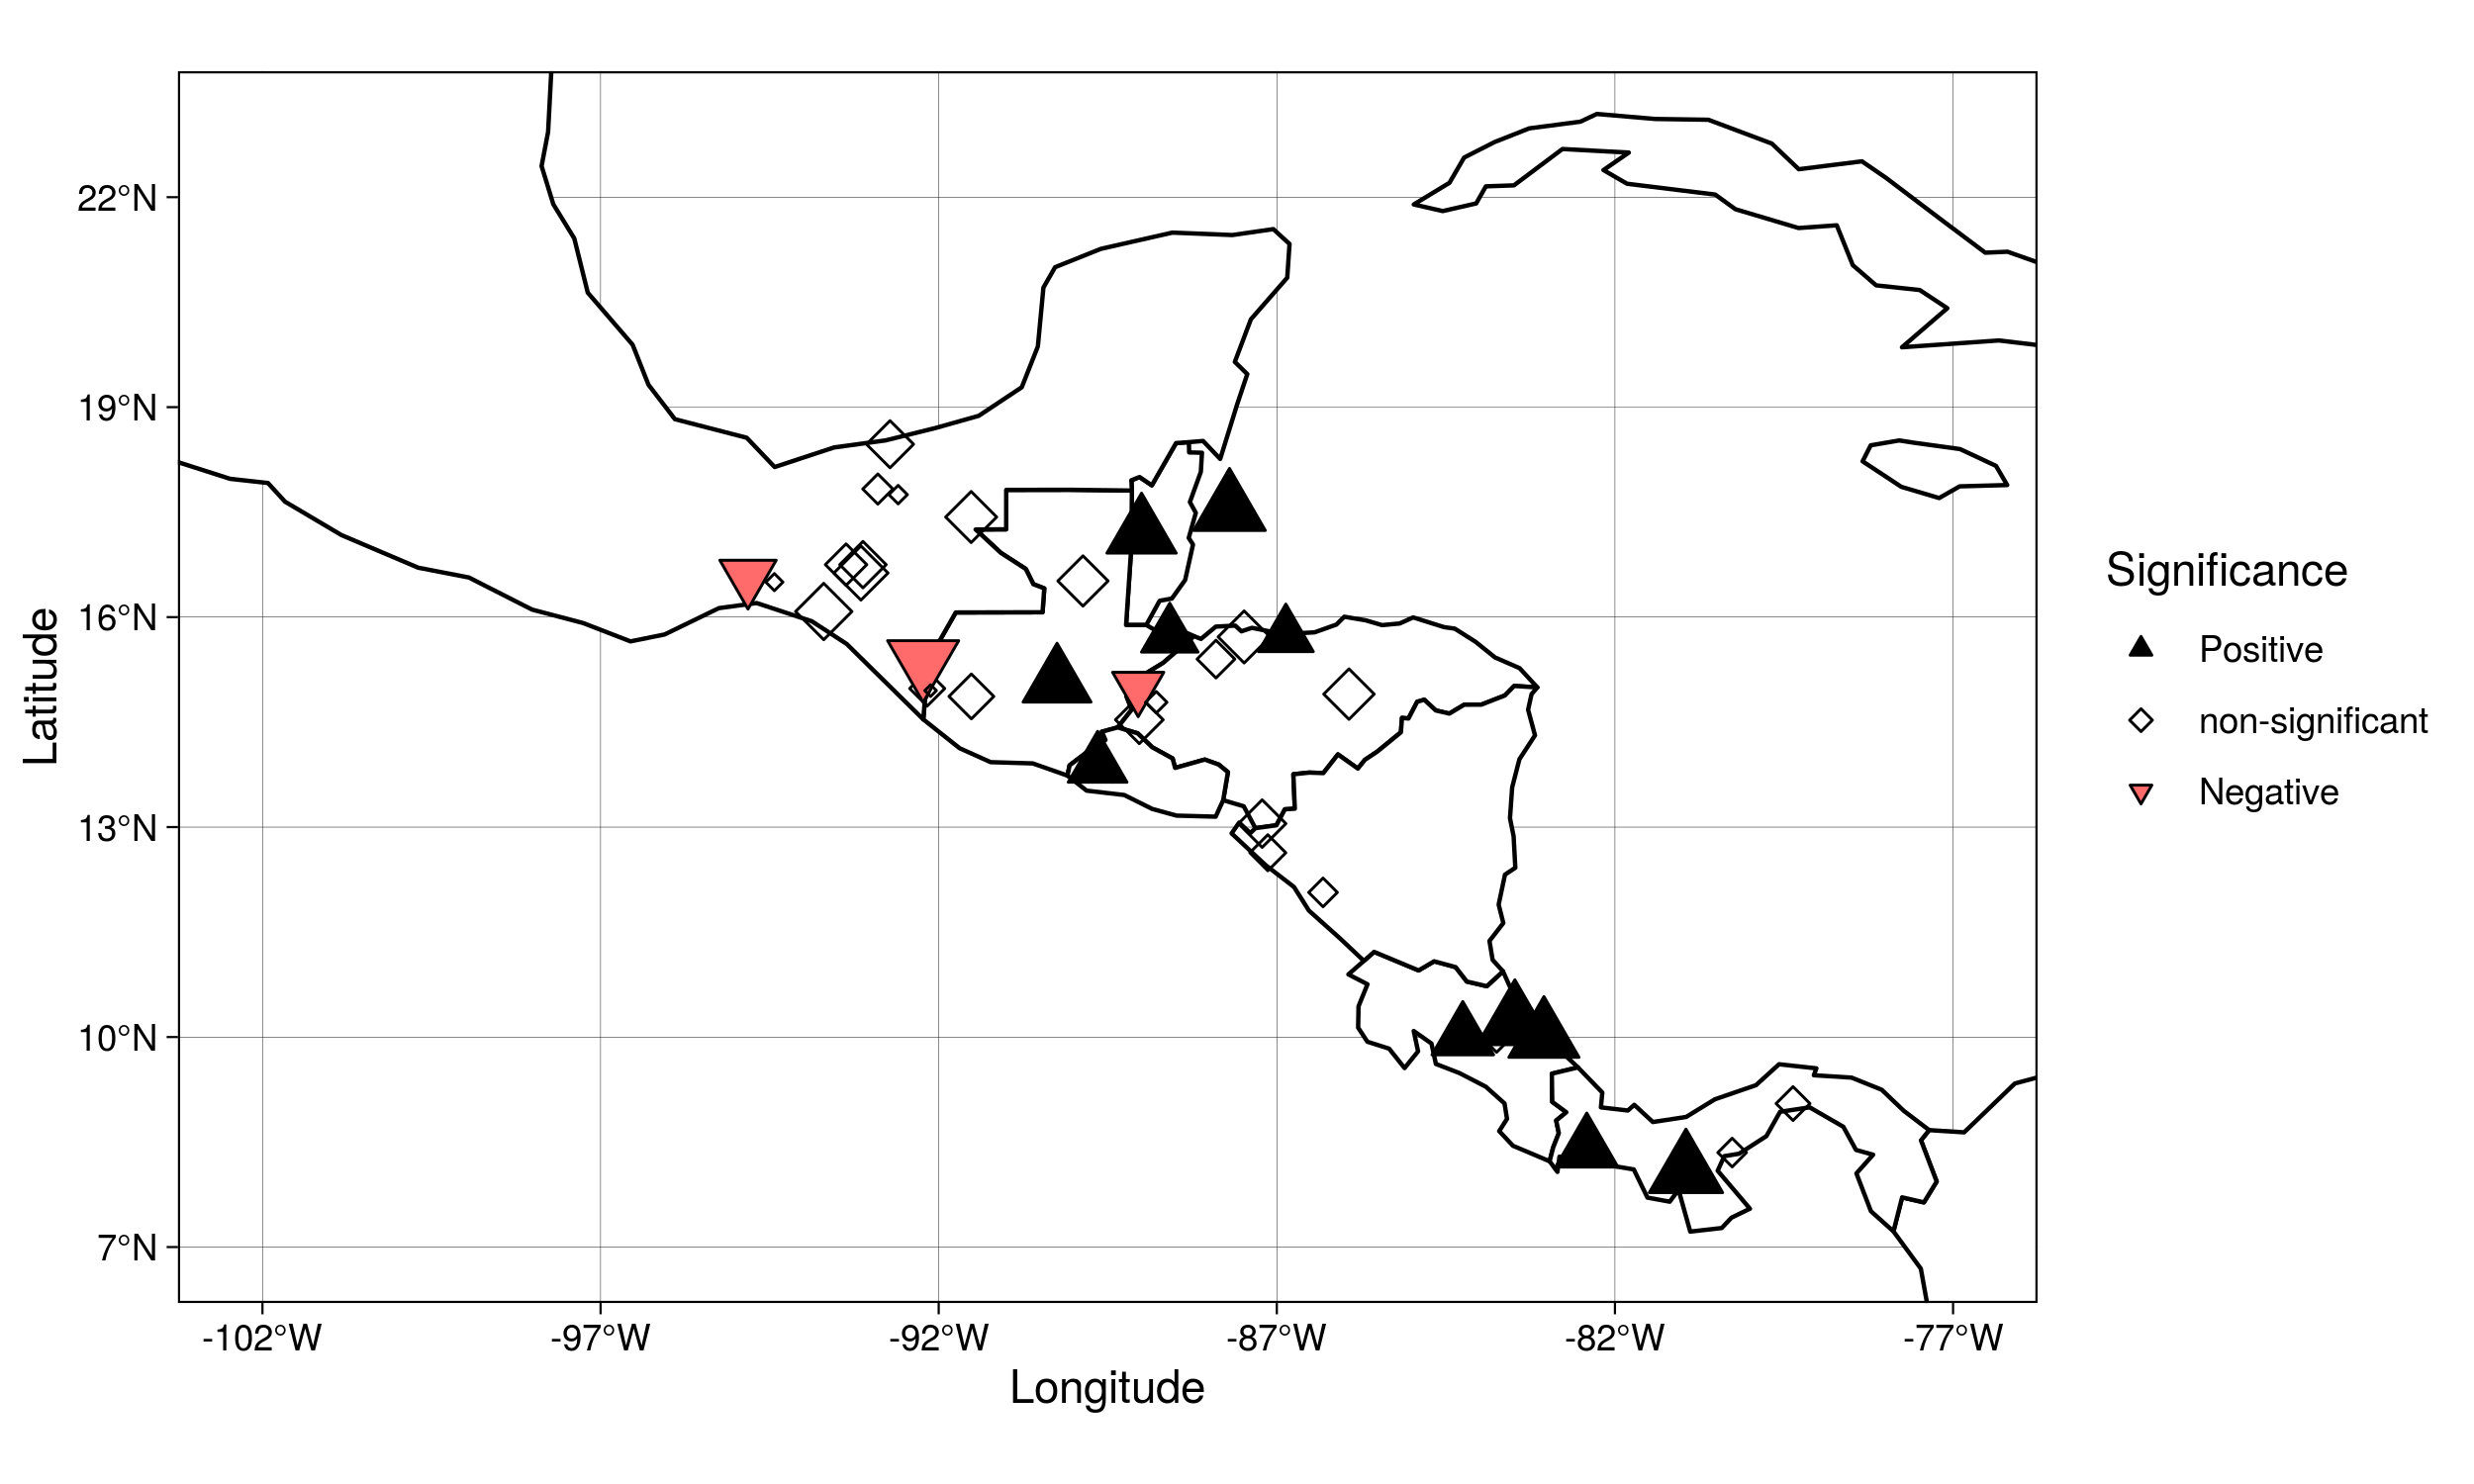 22°N
19°N
16°N
13°N
10°N
7°N
Latitude
-102°W
-97°W
-92°W
-87°W
-82°W
-77°W
Longitude
Significance
Positive
non-significant
Negative